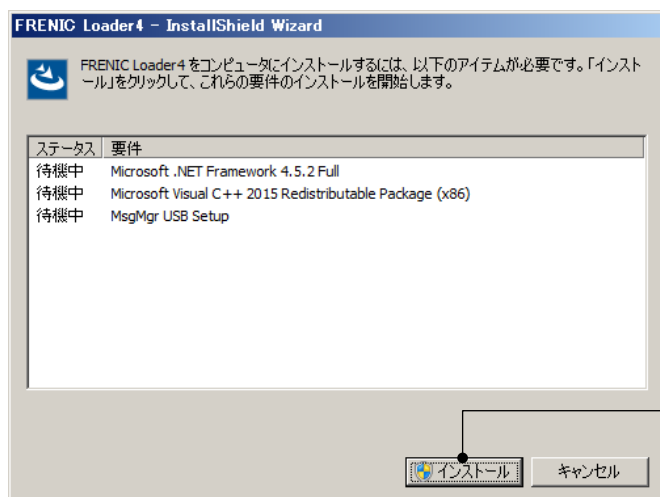 FRENIC Loader4 - InstallShield Wizard
FRENIC Loader4 をコンピュータにインストールするには、以下のアイテムが必要です。「インスト
ール」をクリックして、これらの要件のインストールを開始します。
ステータス 要件
待機中 Microsoft .NET Framework 4.5.2 Full
待機中 Microsoft Visual C++ 2015 Redistributable Package (x86)
待機中 MsgMgr USB Setup
インストール キャンセル